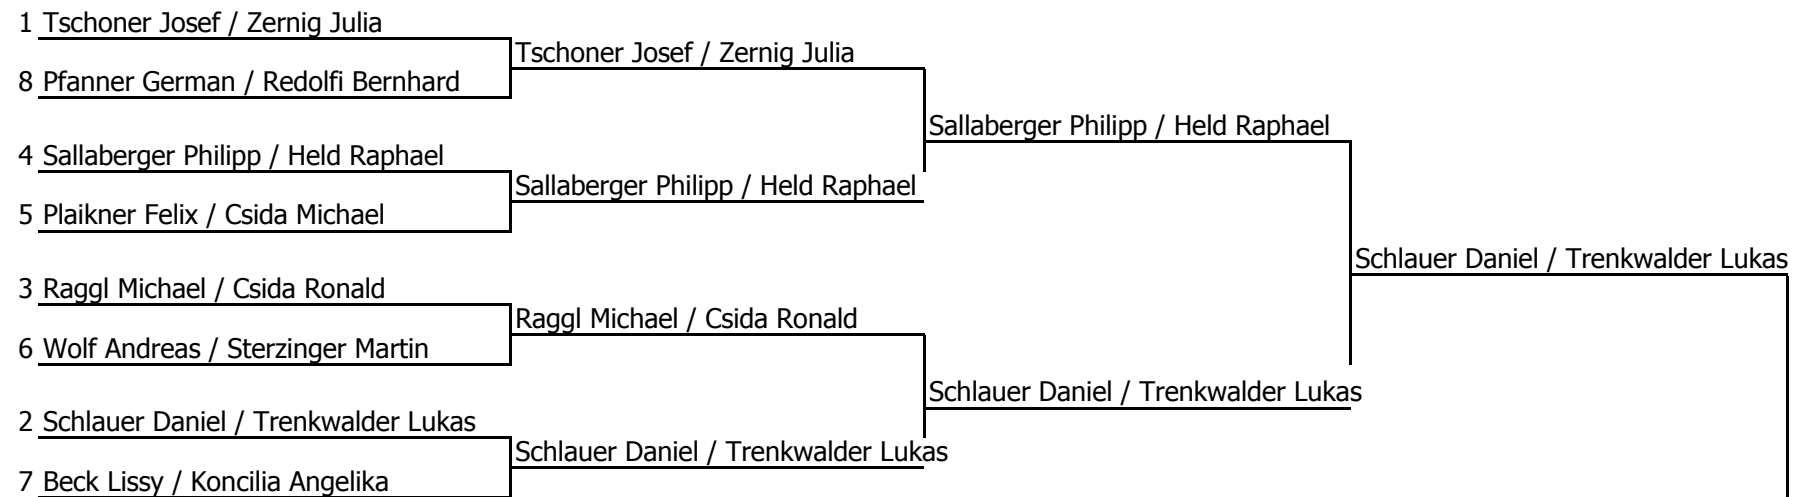 1 Tschoner Josef / Zernig Julia
Tschoner Josef / Zernig Julia
8 Pfanner German / Redolfi Bernhard
Sallaberger Philipp / Held Raphael
4 Sallaberger Philipp / Held Raphael
Sallaberger Philipp / Held Raphael
5 Plaikner Felix / Csida Michael
Schlauer Daniel / Trenkwalder Lukas
3 Raggl Michael / Csida Ronald
Raggl Michael / Csida Ronald
6 Wolf Andreas / Sterzinger Martin
Schlauer Daniel / Trenkwalder Lukas
2 Schlauer Daniel / Trenkwalder Lukas
Schlauer Daniel / Trenkwalder Lukas
7 Beck Lissy / Koncilia Angelika